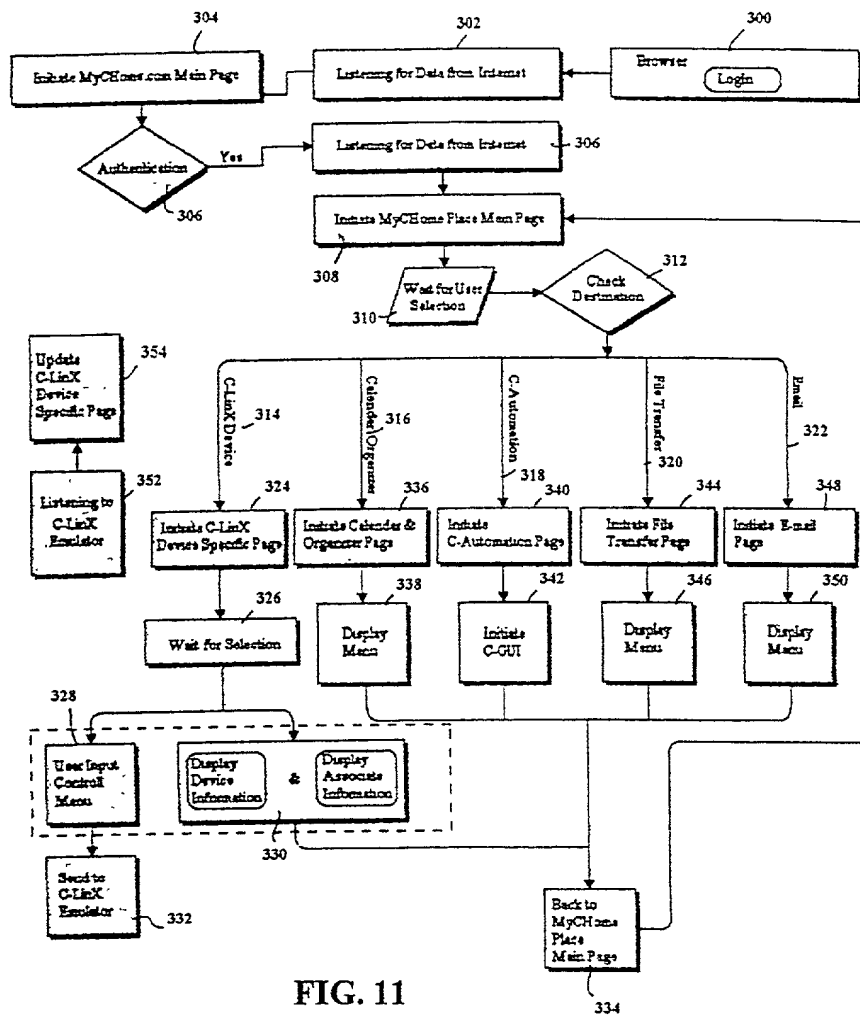 304
302
300
Initiate MyCHome.com Main Page
Listening for Data from Internet
Browser
Login
Authentication
Yes
306
Listening for Data from Internet
306
Initiate MyCHome Place Main Page
308
Wait for User
Selection
310
Check
Destination
312
Update
C-LinX
Device
Specific Page
354
Listening to
C-LinX
Emulator
352
C-LinX Device
314
Calender/Organizer
316
C-Automation
318
File Transfer
320
Email
322
324
Initiate C-LinX
Device Specific Page
336
Initiate Calender &
Organizer Page
340
Initiate
C-Automation Page
344
Initiate File
Transfer Page
348
Initiate E-mail
Page
326
Wait for Selection
338
Display
Menu
342
Initiate
C-GUI
346
Display
Menu
350
Display
Menu
328
User Input
Controll
Menu
Display
Device
Information
&
Display
Associate
Information
330
Send to
C-LinX
Emulator
332
Back to
MyCHome
Place
Main Page
334
FIG. 11